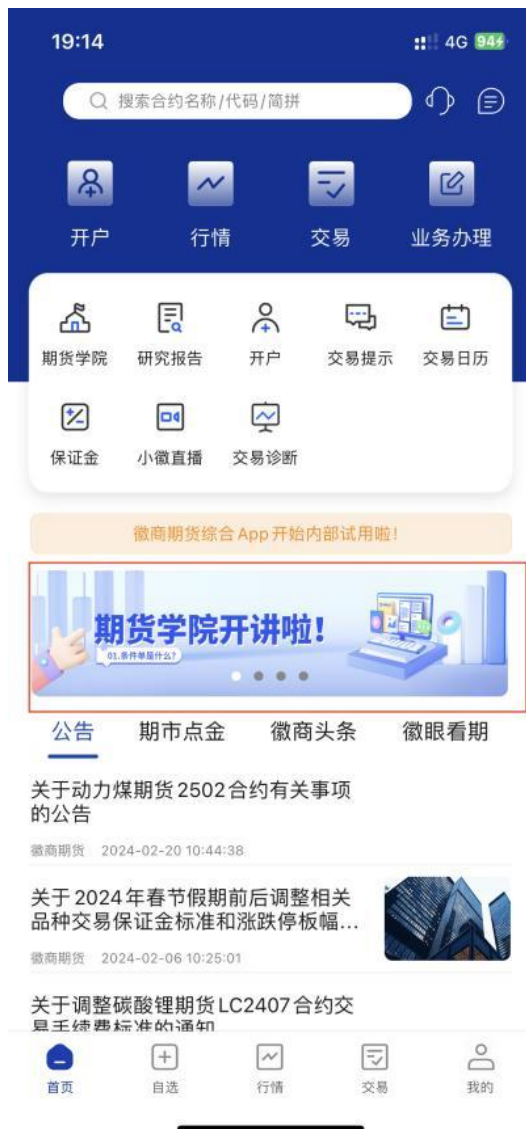 19:14
4G 94
搜索合约名称/代码/简拼
开户 行情 交易 业务办理
期货学院 研究报告 开户 交易提示 交易日历
保证金 小徽直播 交易诊断
徽商期货综合App开始内部试用啦!
期货学院开讲啦!
01.条件单是什么?
公告 期市点金 徽商头条 徽眼看期
关于动力煤期货2502合约有关事项
的公告
徽商期货 2024-02-20 10:44:38
关于2024年春节假期前后调整相关
品种交易保证金标准和涨跌停板幅...
徽商期货 2024-02-06 10:25:01
关于调整碳酸锂期货LC2407合约交
易手续费标准的通知
首页 自选 行情 交易 我的